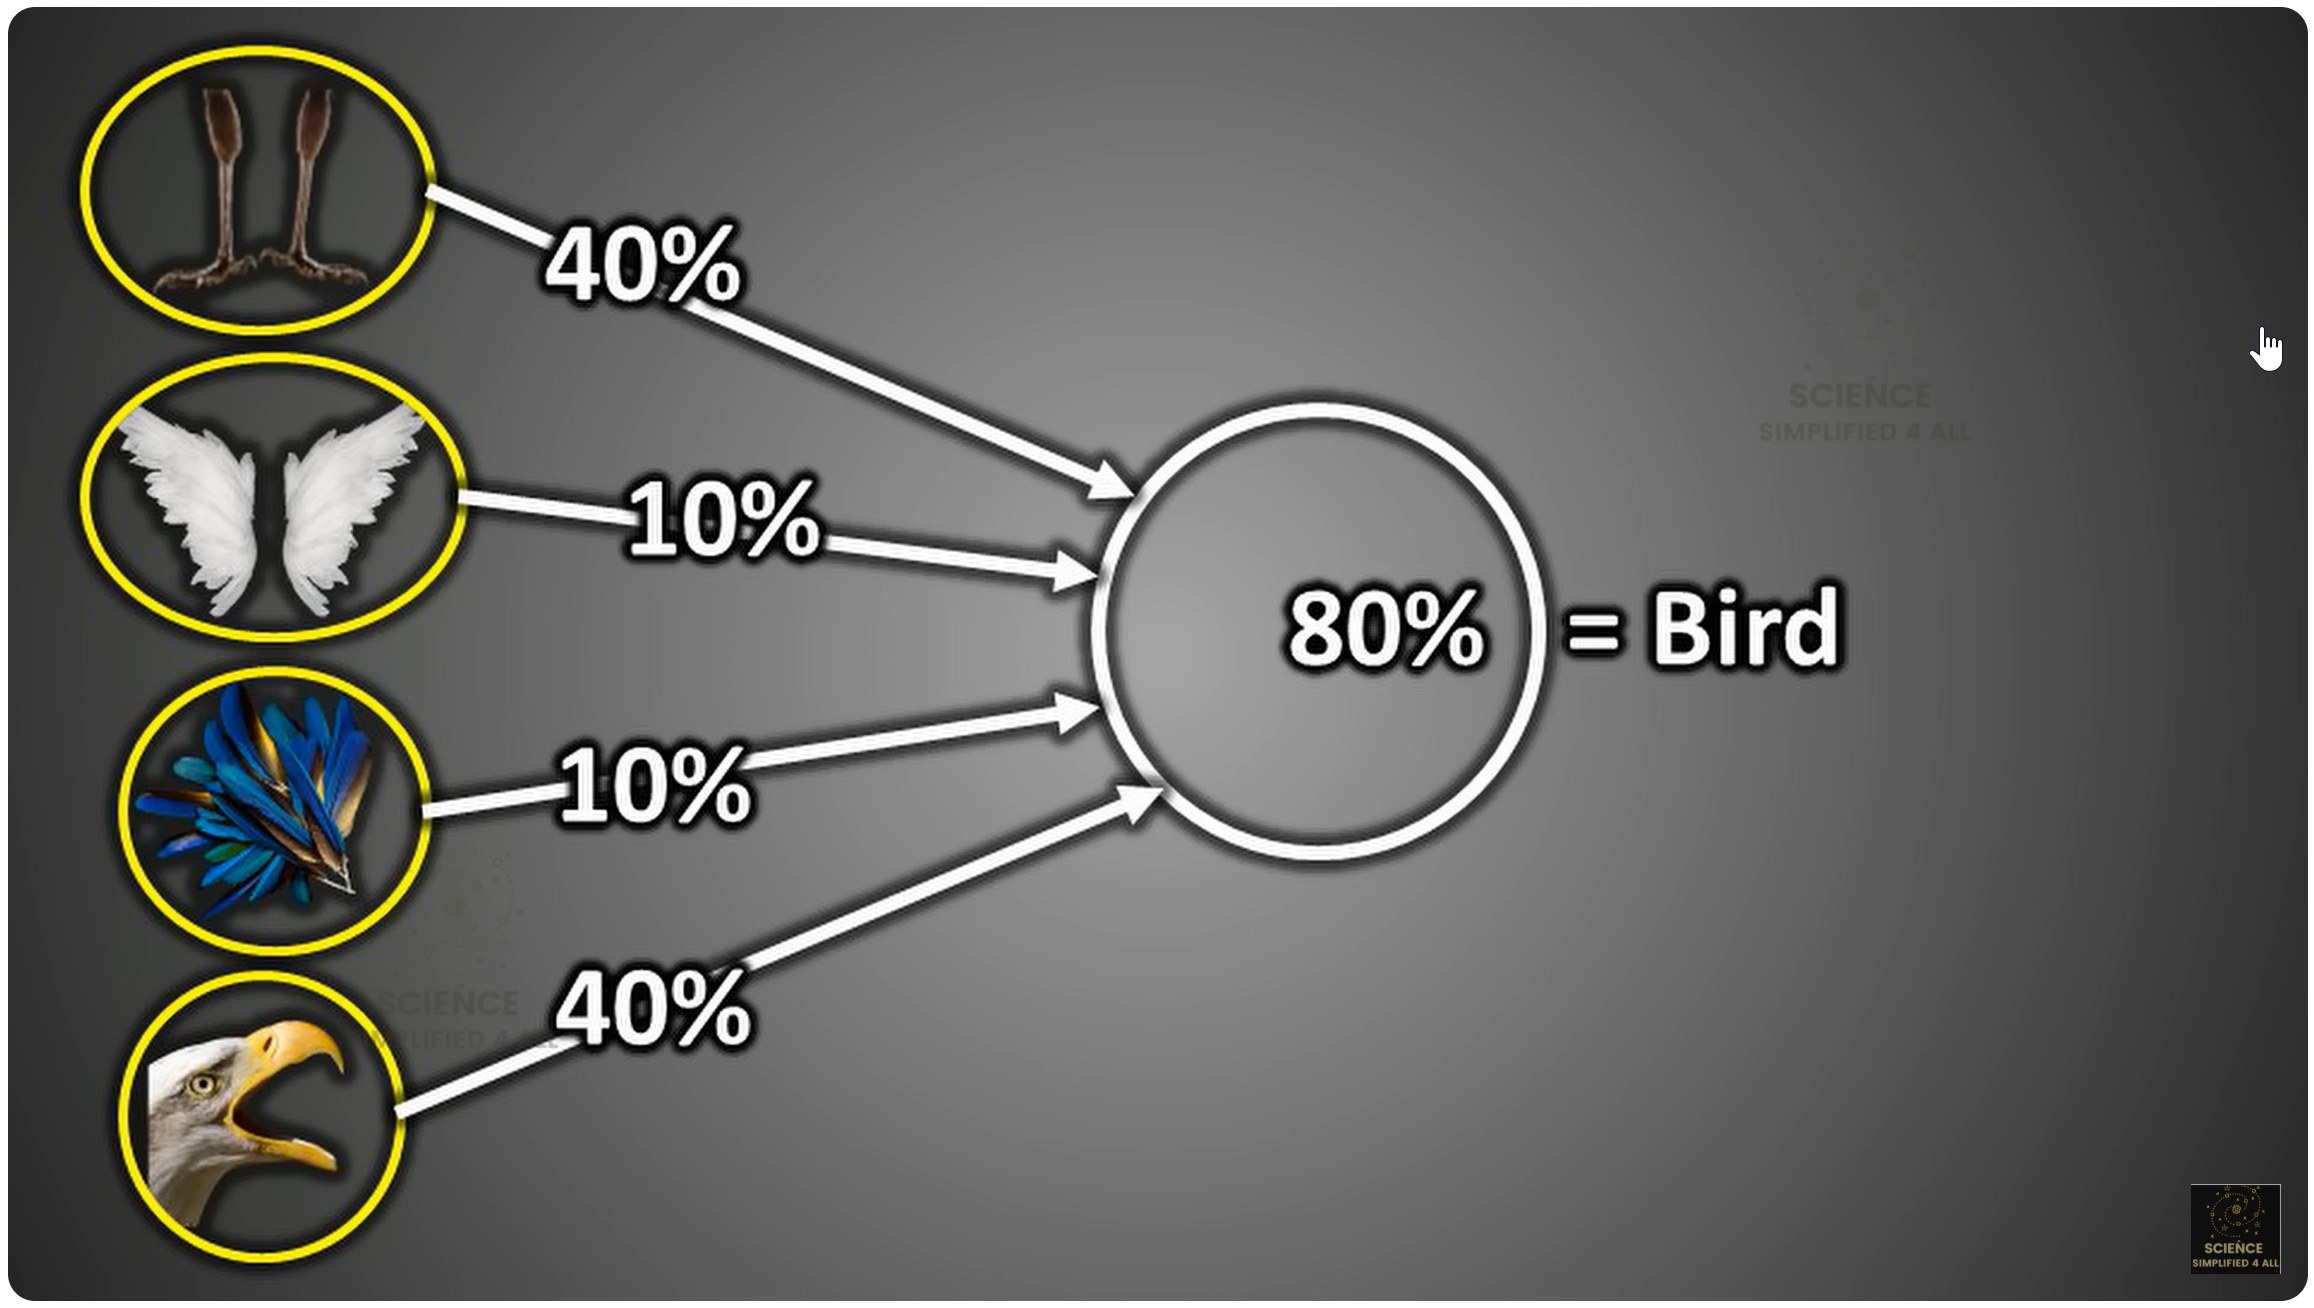 40%
10%
80% = Bird
10%
40%
SCIENCE
SIMPLIFIED 4 ALL
SCIENCE
SIMPLIFIED 4 ALL